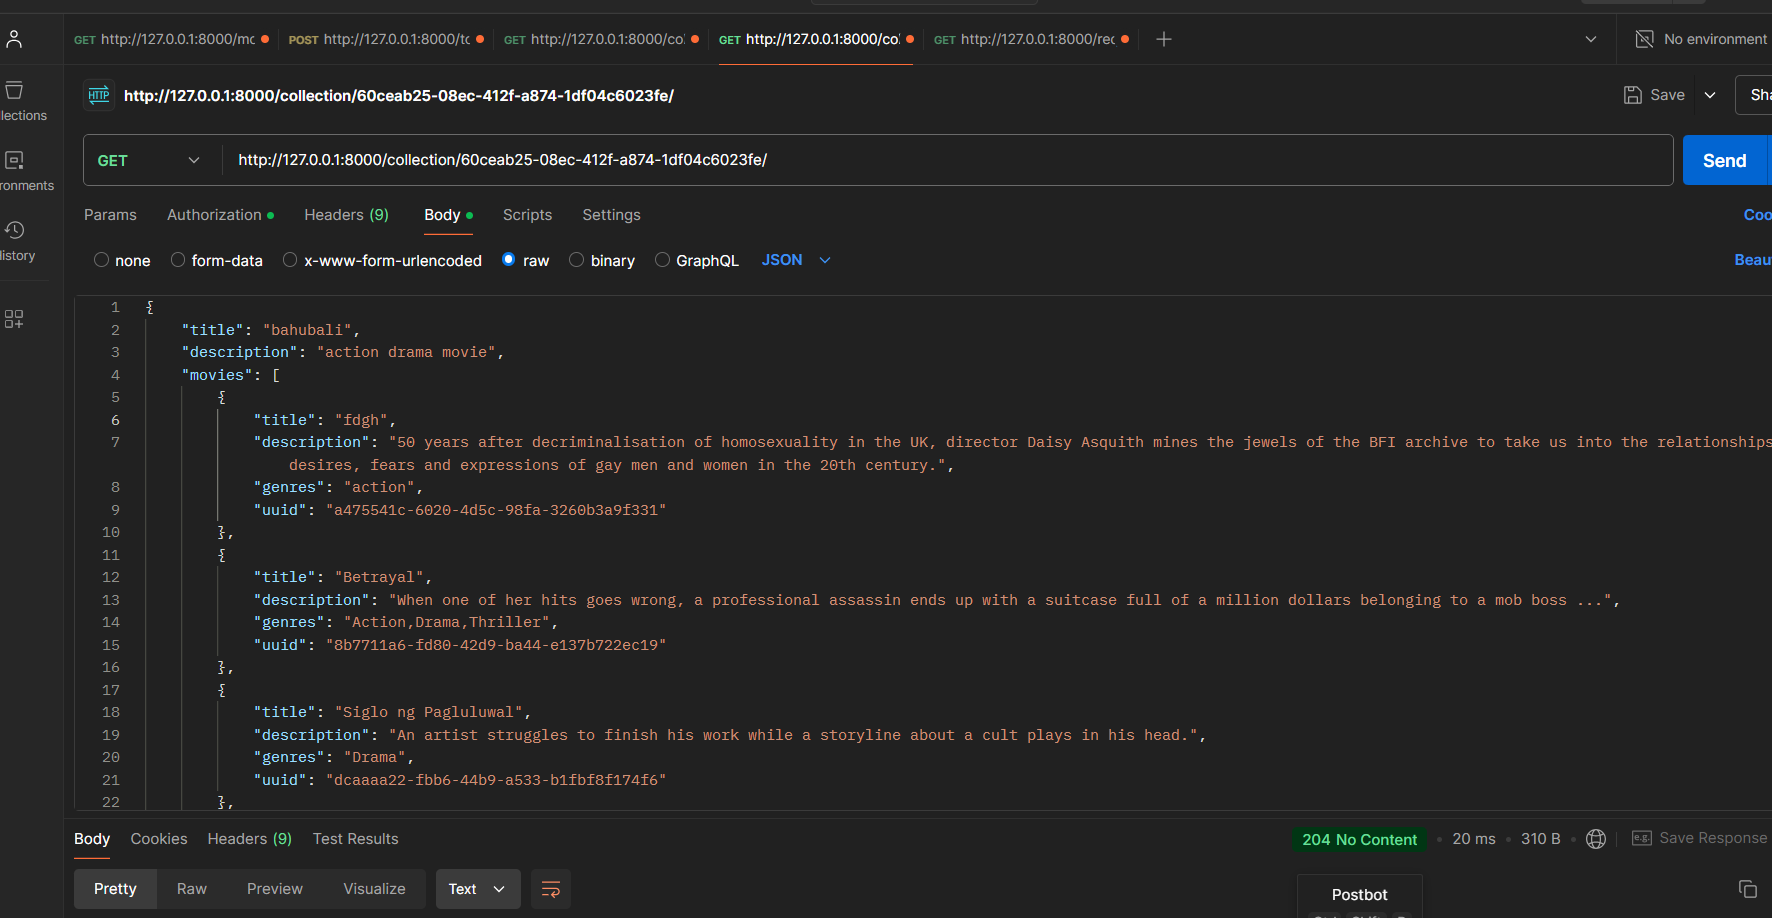 GET http://127.0.0.1:8000/mo
POST http://127.0.0.1:8000/to
GET http://127.0.0.1:8000/co
GET http://127.0.0.1:8000/co
GET http://127.0.0.1:8000/rec
No environment
HTTP http://127.0.0.1:8000/collection/60ceab25-08ec-412f-a874-1df04c6023fe/
Save
Sha
llections
ronments
History
GET http://127.0.0.1:8000/collection/60ceab25-08ec-412f-a874-1df04c6023fe/
Send
Params Authorization Headers (9) Body Scripts Settings
Coo
none form-data x-www-form-urlencoded raw binary GraphQL JSON
Beau
1 {
2 "title": "bahubali",
3 "description": "action drama movie",
4 "movies": [
5 {
6 "title": "fdgh",
7 "description": "50 years after decriminalisation of homosexuality in the UK, director Daisy Asquith mines the jewels of the BFI archive to take us into the relationships
desires, fears and expressions of gay men and women in the 20th century.",
8 "genres": "action",
9 "uuid": "a475541c-6020-4d5c-98fa-3260b3a9f331"
10 },
11 {
12 "title": "Betrayal",
13 "description": "When one of her hits goes wrong, a professional assassin ends up with a suitcase full of a million dollars belonging to a mob boss ...",
14 "genres": "Action,Drama,Thriller",
15 "uuid": "8b7711a6-fd80-42d9-ba44-e137b722ec19"
16 },
17 {
18 "title": "Siglo ng Pagluluwal",
19 "description": "An artist struggles to finish his work while a storyline about a cult plays in his head.",
20 "genres": "Drama",
21 "uuid": "dcaaaa22-fbb6-44b9-a533-b1fbf8f174f6"
22 },
Body Cookies Headers (9) Test Results
204 No Content • 20 ms • 310 B •
e.g. Save Response
Pretty Raw Preview Visualize Text
Postbot